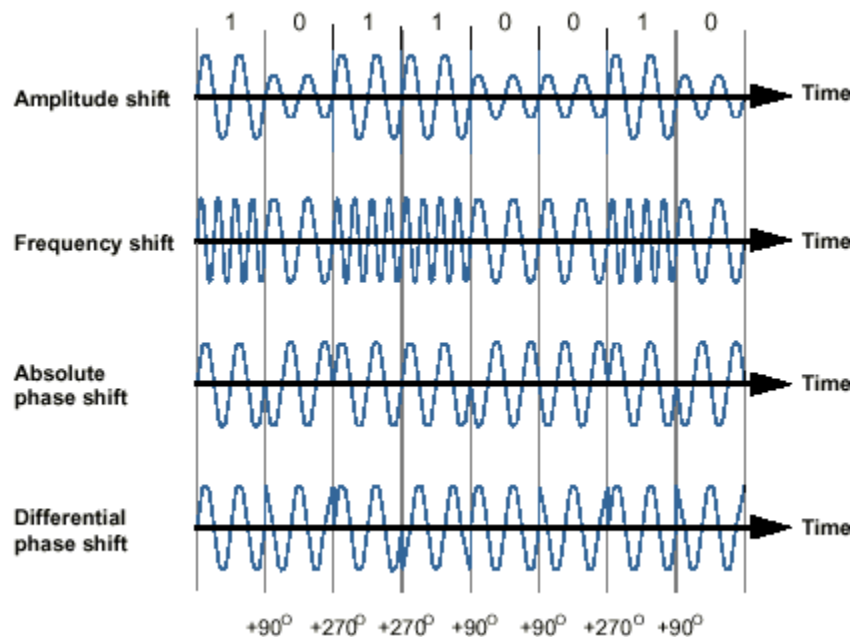 1 0 1 1 0 0 1 0
Amplitude shift Time
Frequency shift Time
Absolute
phase shift Time
Differential
phase shift Time
+90° +270° +270° +90° +90° +270° +90°